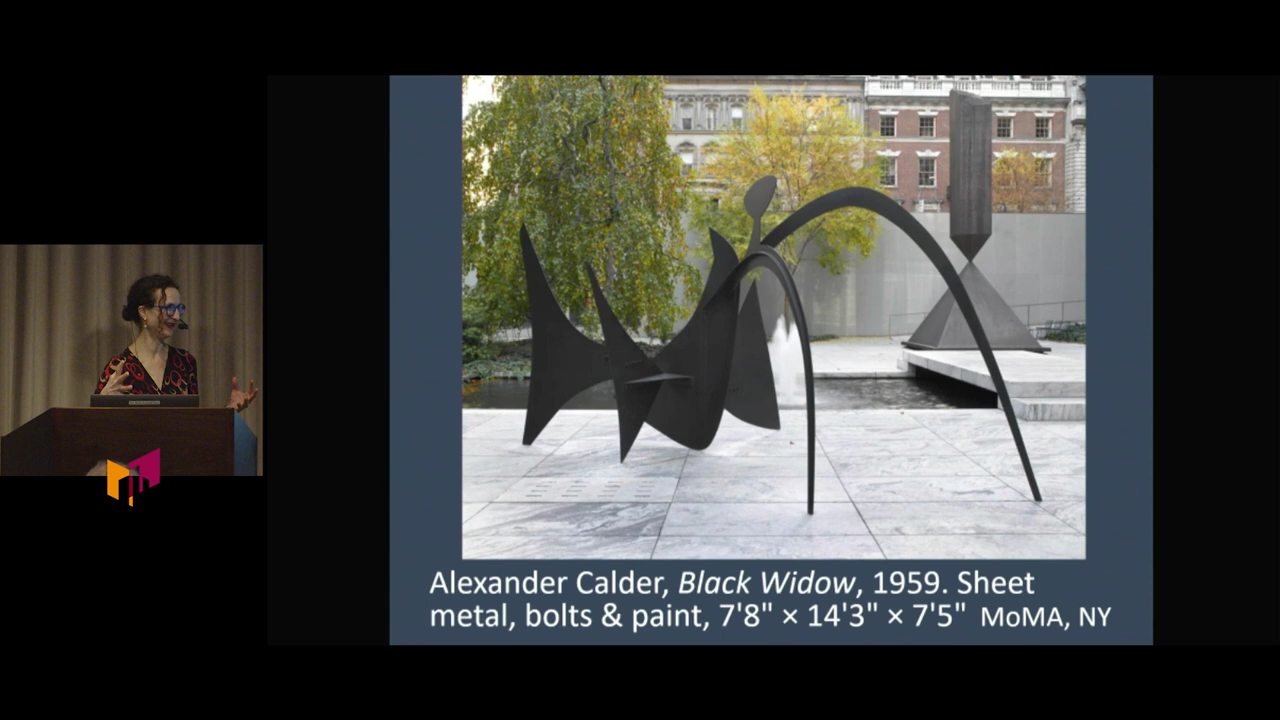 Alexander Calder, Black Widow, 1959. Sheet
metal, bolts & paint, 7'8" × 14'3" × 7'5" MoMA, NY